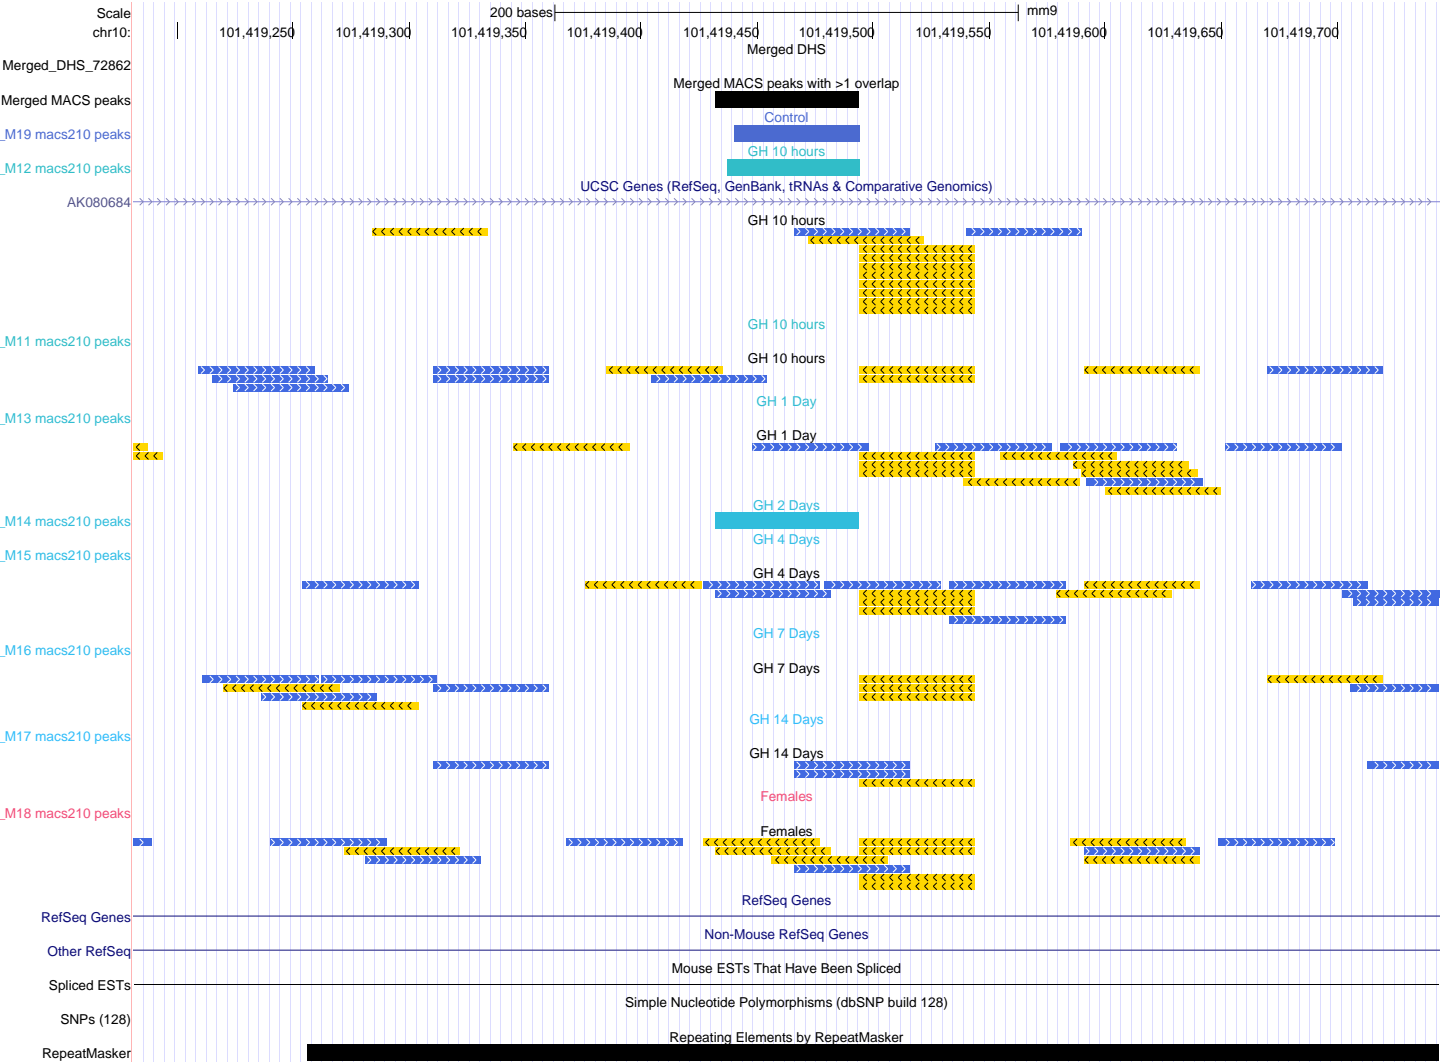 Scale 200 bases mm9
chr10: 101,419,250 101,419,300 101,419,350 101,419,400 101,419,450 101,419,500 101,419,550 101,419,600 101,419,650 101,419,700
Merged DHS
Merged_DHS_72862
Merged MACS peaks with >1 overlap
Merged MACS peaks
Control
_M19 macs210 peaks
GH 10 hours
_M12 macs210 peaks
UCSC Genes (RefSeq, GenBank, tRNAs & Comparative Genomics)
AK080684
GH 10 hours
GH 10 hours
_M11 macs210 peaks
GH 10 hours
GH 1 Day
_M13 macs210 peaks
GH 1 Day
GH 2 Days
_M14 macs210 peaks
GH 4 Days
_M15 macs210 peaks
GH 4 Days
GH 7 Days
_M16 macs210 peaks
GH 7 Days
GH 14 Days
_M17 macs210 peaks
GH 14 Days
Females
_M18 macs210 peaks
Females
RefSeq Genes
RefSeq Genes
Non-Mouse RefSeq Genes
Other RefSeq
Mouse ESTs That Have Been Spliced
Spliced ESTs
Simple Nucleotide Polymorphisms (dbSNP build 128)
SNPs (128)
Repeating Elements by RepeatMasker
RepeatMasker